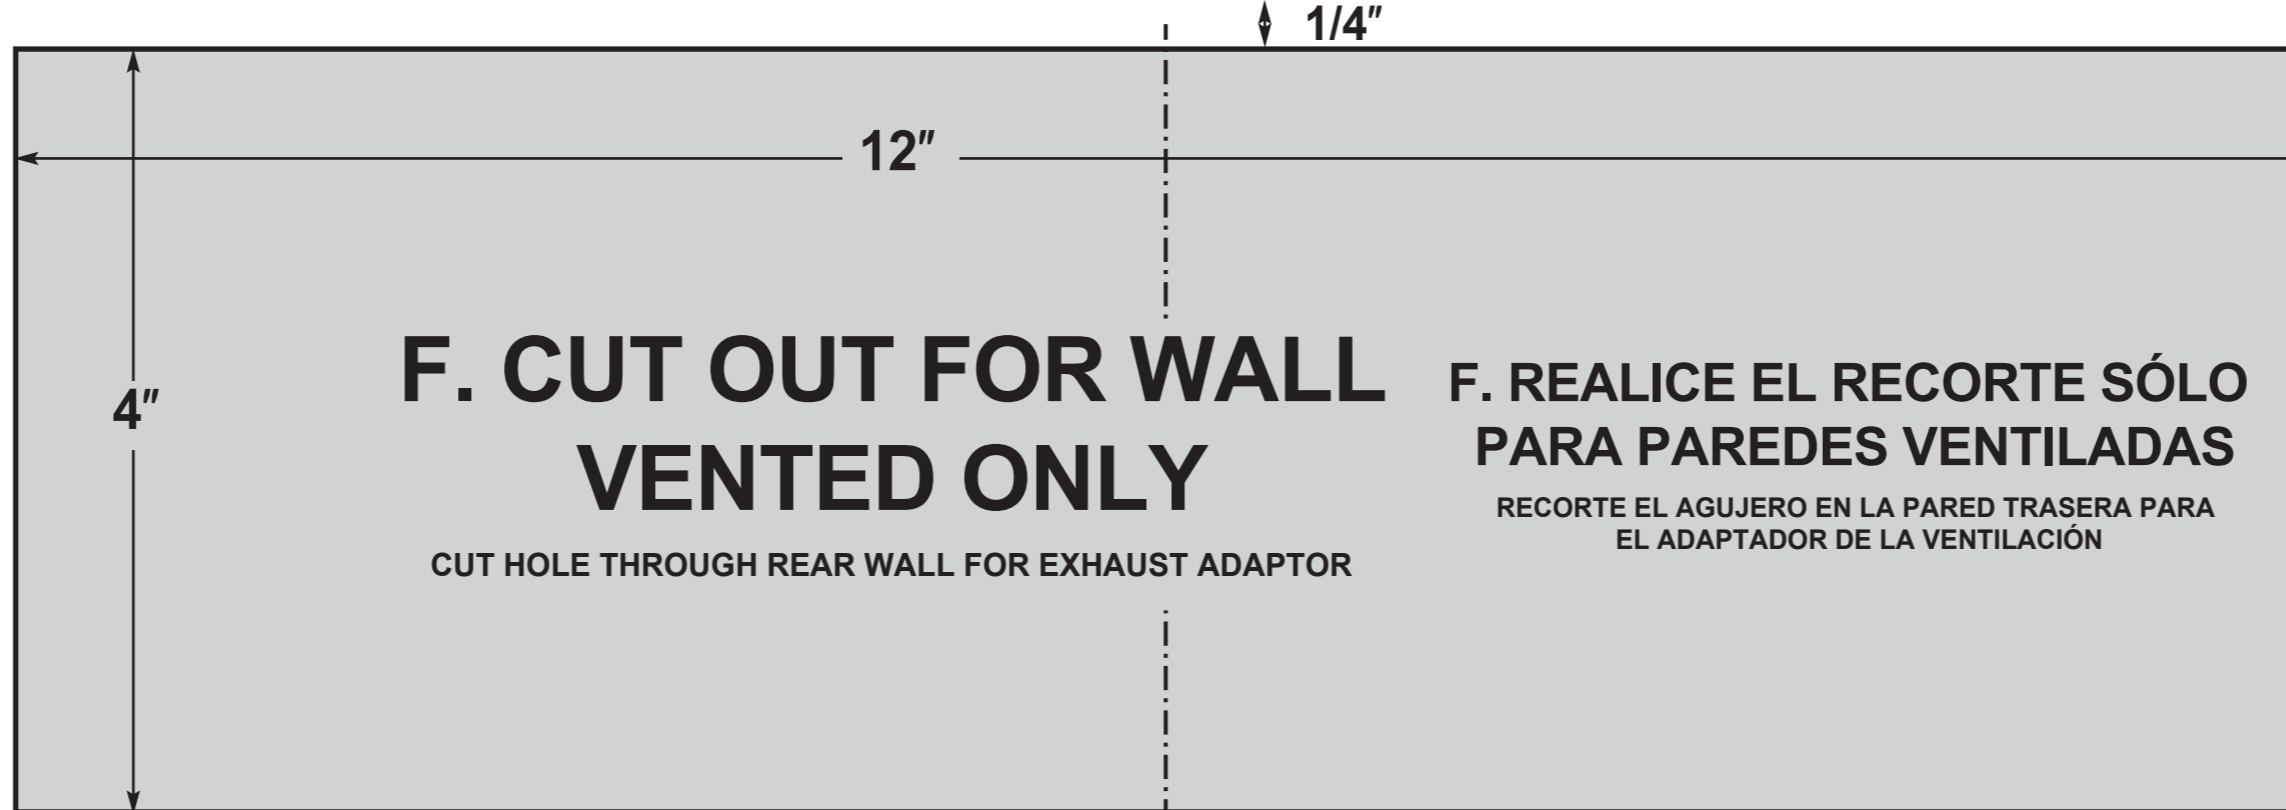 1/4″
12″
4″
F. CUT OUT FOR WALL
VENTED ONLY
CUT HOLE THROUGH REAR WALL FOR EXHAUST ADAPTOR
F. REALICE EL RECORTE SÓLO
PARA PAREDES VENTILADAS
RECORTE EL AGUJERO EN LA PARED TRASERA PARA
EL ADAPTADOR DE LA VENTILACIÓN